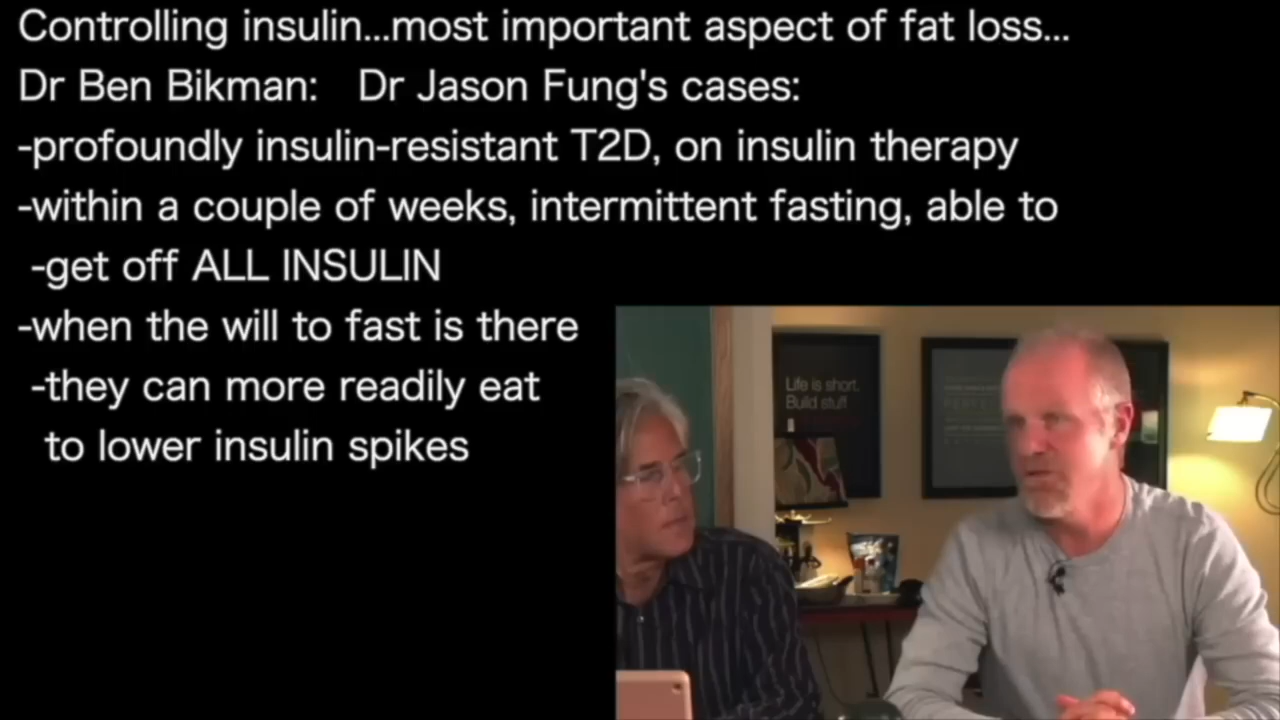 Controlling insulin...most important aspect of fat loss...
Dr Ben Bikman: Dr Jason Fung's cases:
-profoundly insulin-resistant T2D, on insulin therapy
-within a couple of weeks, intermittent fasting, able to
-get off ALL INSULIN
-when the will to fast is there
-they can more readily eat
to lower insulin spikes
Life is short.
Build stuff